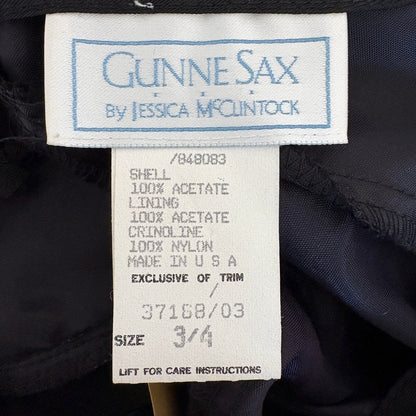 GUNNE SAX
BY JESSICA MCCLINTOCK
/848083
SHELL
100% ACETATE
LINING
100% ACETATE
CRINOLINE
100% NYLON
MADE IN U S A
EXCLUSIVE OF TRIM
/
37168/03
SIZE 3/4
LIFT FOR CARE INSTRUCTIONS